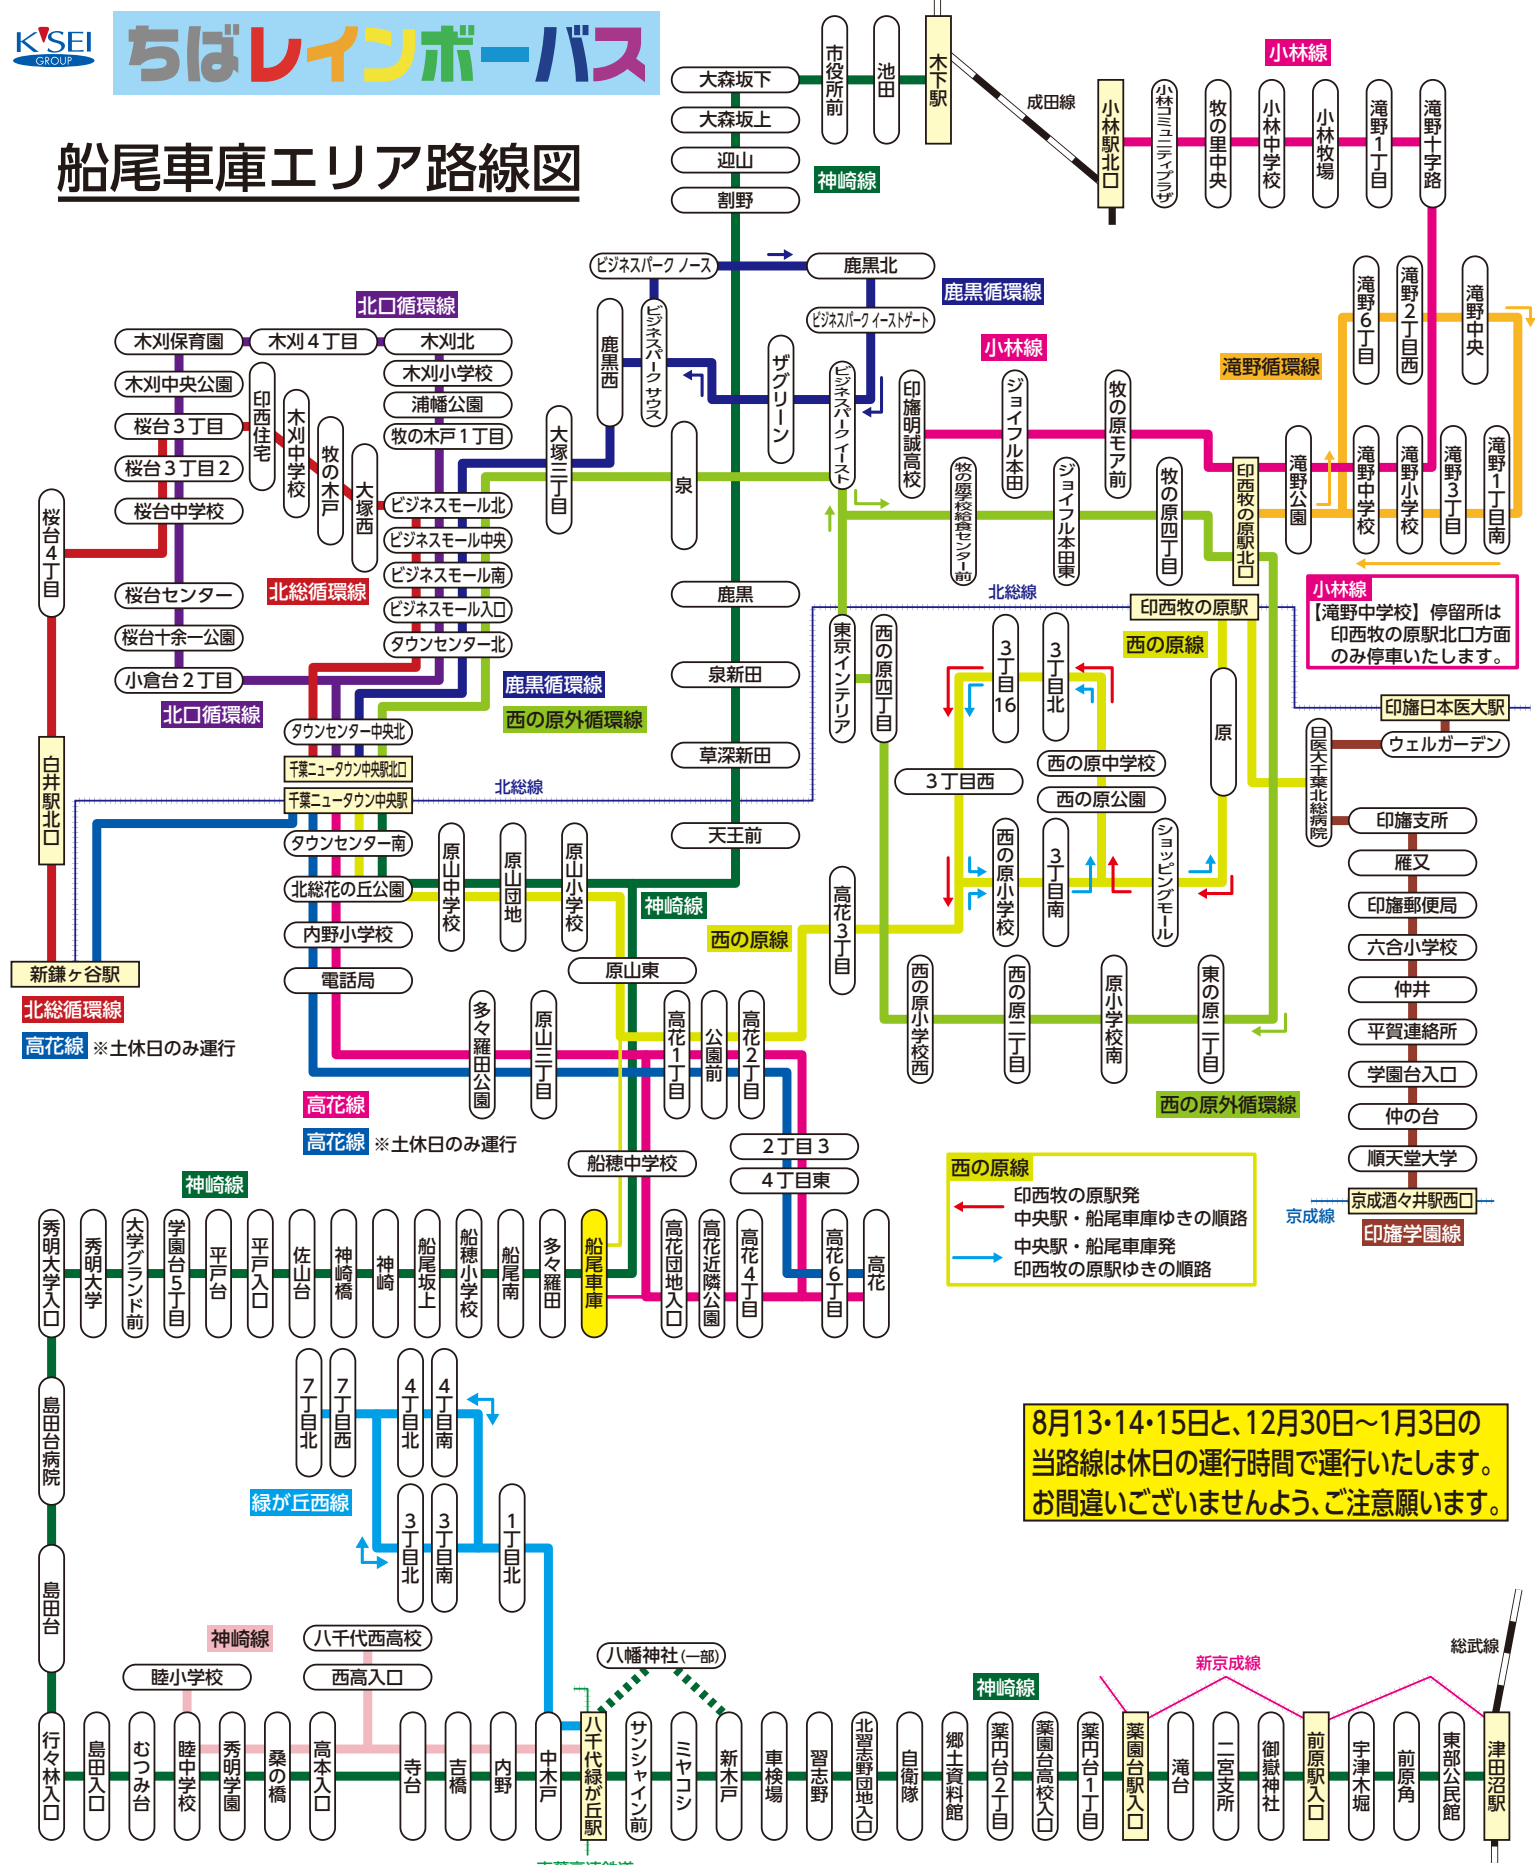 K'SEI
GROUP
ちばレインボーバス
船尾車庫エリア路線図
大森坂下
市役所前
池田
木下駅
大森坂上
迎山
割野
神崎線
成田線
小林線
小林駅北口
小林コミュニティプラザ
牧の里中央
小林中学校
小林牧場
滝野1丁目
滝野十字路
ビジネスパーク ノース
鹿黒北
鹿黒循環線
ビジネスパーク イーストゲート
鹿黒西
ビジネスパーク サウス
ザグリーン
ビジネスパーク イースト
小林線
印旛明誠高校
ジョイフル本田
牧の原モア前
滝野循環線
滝野6丁目
滝野2丁目西
滝野中央
北口循環線
木刈保育園
木刈4丁目
木刈北
木刈中央公園
木刈小学校
桜台3丁目
浦幡公園
桜台3丁目2
牧の木戸1丁目
桜台中学校
印西住宅
木刈中学校
牧の木戸
大塚西
大塚三丁目
泉
桜台4丁目
ビジネスモール北
ビジネスモール中央
ビジネスモール南
ビジネスモール入口
タウンセンター北
北総循環線
桜台センター
桜台十余一公園
小倉台2丁目
北口循環線
鹿黒循環線
西の原外循環線
牧の原学校給食センター前
ジョイフル本田東
牧の原四丁目
印西牧の原駅北口
滝野公園
滝野中学校
滝野小学校
滝野3丁目
滝野1丁目南
小林線
【滝野中学校】停留所は
印西牧の原駅北口方面
のみ停車いたします。
鹿黒
泉新田
草深新田
天王前
北総線
印西牧の原駅
西の原線
東京インテリア
西の原四丁目
3丁目16
3丁目北
原
3丁目西
西の原中学校
西の原公園
西の原小学校
3丁目南
ショッピングモール
印旛日本医大駅
ウェルガーデン
日医大千葉北総病院
印旛支所
雁又
印旛郵便局
六合小学校
仲井
平賀連絡所
学園台入口
仲の台
順天堂大学
京成酒々井駅西口
京成線
印旛学園線
タウンセンター中央北
千葉ニュータウン中央駅北口
千葉ニュータウン中央駅
北総線
タウンセンター南
北総花の丘公園
内野小学校
電話局
白井駅北口
新鎌ヶ谷駅
北総循環線
高花線 ※土休日のみ運行
原山中学校
原山団地
原山小学校
神崎線
西の原線
高花3丁目
原山東
西の原小学校西
西の原二丁目
原小学校南
東の原二丁目
西の原外循環線
多々羅田公園
原山三丁目
高花1丁目
公園前
高花2丁目
高花線
高花線 ※土休日のみ運行
船穂中学校
2丁目3
4丁目東
西の原線
印西牧の原駅発
中央駅・船尾車庫ゆきの順路
中央駅・船尾車庫発
印西牧の原駅ゆきの順路
神崎線
秀明大学入口
秀明大学
大学グランド前
学園台5丁目
平戸台
平戸入口
佐山台
神崎橋
神崎
船尾坂上
船穂小学校
船尾南
多々羅田
船尾車庫
高花団地入口
高花近隣公園
高花4丁目
高花6丁目
高花
島田台病院
島田台
7丁目北
7丁目西
4丁目北
4丁目南
緑が丘西線
3丁目北
3丁目南
1丁目北
8月13・14・15日と、12月30日～1月3日の
当路線は休日の運行時間で運行いたします。
お間違いございませんよう、ご注意願います。
神崎線
八千代西高校
睦小学校
西高入口
八幡神社(一部)
神崎線
新京成線
総武線
行々林入口
島田入口
むつみ台
睦中学校
秀明学園
桑の橋
高本入口
寺台
吉橋
内野
中木戸
八千代緑が丘駅
サンシャイン前
ミヤコシ
新木戸
車検場
習志野
北習志野団地入口
自衛隊
郷土資料館
薬円台2丁目
薬園台高校入口
薬円台1丁目
薬園台駅入口
滝台
二宮支所
御嶽神社
前原駅入口
宇津木堀
前原角
東部公民館
津田沼駅